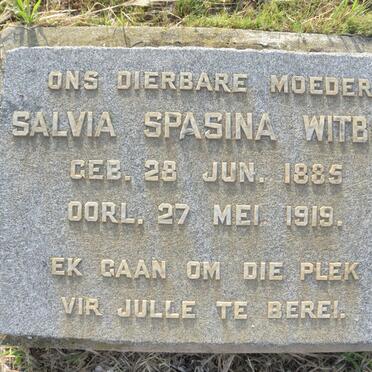 ONS DIERBARE MOEDER
SALVIA SPASINA
GEB. 28 JUN. 1885
OORL. 27 MEI 1919.
EK GAAN OM DIE PLEK
VIR JULLE TE BEREI.